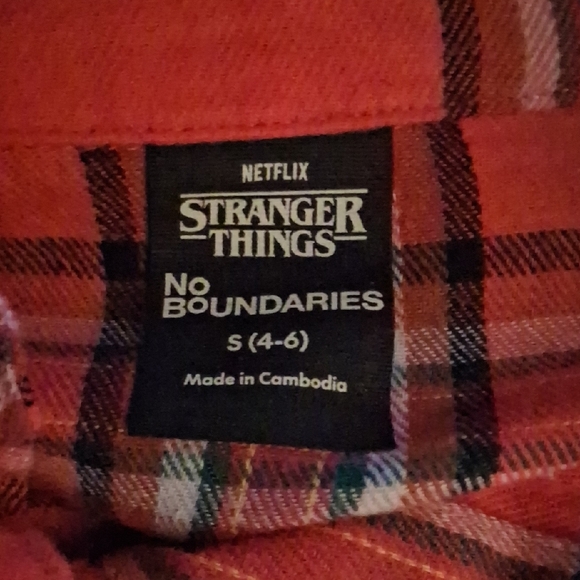 NETFLIX
STRANGER
THINGS
NO
BOUNDARIES
S (4-6)
Made in Cambodia